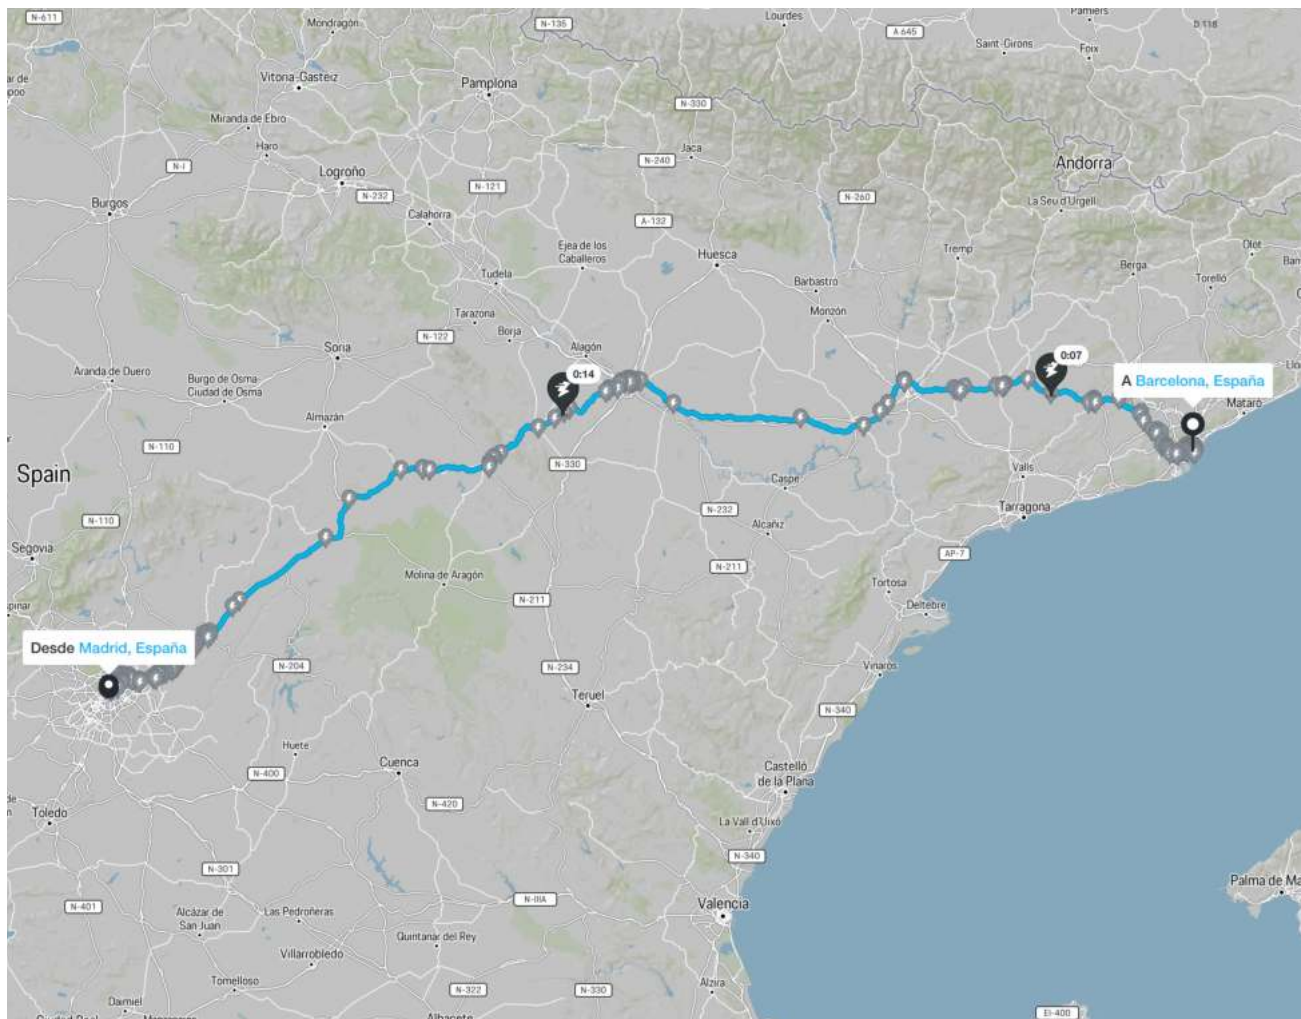 N-611
Mondragón
N-135
Lourdes
A 645
Pamiers
D 118
Saint-Girons
Foix
Vitoria-Gasteiz
Pamplona
N-330
Miranda de Ebro
Haro
N-I
Jaca
N-240
Andorra
Logroño
N-232
N-121
N-260
La Seu d'Urgell
Burgos
Calahorra
A-132
Ejea de los
Caballeros
Huesca
Tremp
Olot
Berga
Torelló
Tudela
Barbastro
Tarazona
Monzón
Borja
N-122
Soria
Alagón
Aranda de Duero
Burgo de Osma-
Ciudad de Osma
0:14
0:07
A Barcelona, España
Mataró
Almazán
N-110
Spain
N-330
Caspe
Valls
N-110
N-232
Tarragona
Alcañiz
Segovia
AP-7
Molina de Aragón
N-211
Tortosa
N-211
Deltebre
Desde Madrid, España
N-204
N-234
Vinaròs
Teruel
N-340
Huete
Cuenca
N-400
Castelló
de la Plana
N-420
Toledo
La Vall d'Uixó
N-340
N-301
N-IIIA
Palma de Ma
N-401
Alcázar de
San Juan
Las Pedroñeras
Valencia
Quintanar del Rey
Villarrobledo
Tomelloso
N-322
N-330
Alzira
Daimiel
Albacete
EI-400